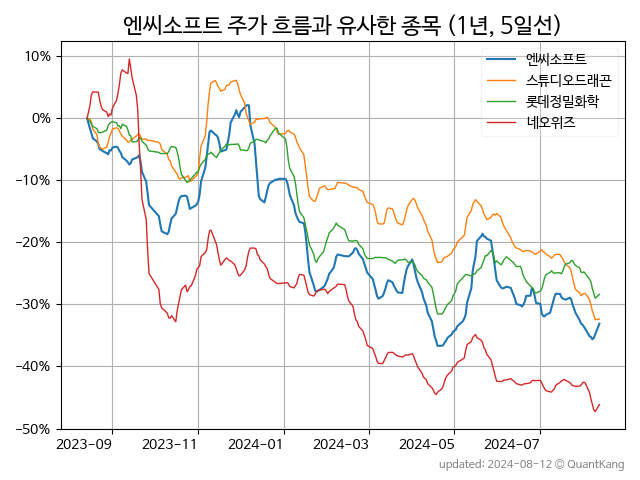 엔씨소프트 주가 흐름과 유사한 종목 (1년, 5일선)
엔씨소프트
스튜디오드래곤
롯데정밀화학
네오위즈
10%
0%
−10%
−20%
−30%
−40%
−50%
2023-09 2023-11 2024-01 2024-03 2024-05 2024-07
updated: 2024-08-12 ⓒ QuantKang